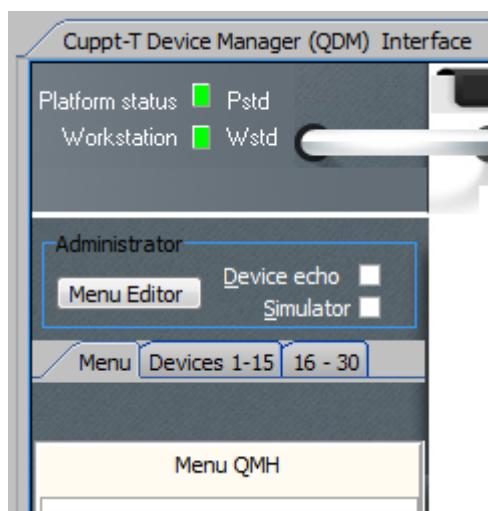 Cuppt-T Device Manager (QDM) Interface
Platform status Pstd
Workstation Wstd
Administrator
Menu Editor
Device echo
Simulator
Menu Devices 1-15 16 - 30
Menu QMH